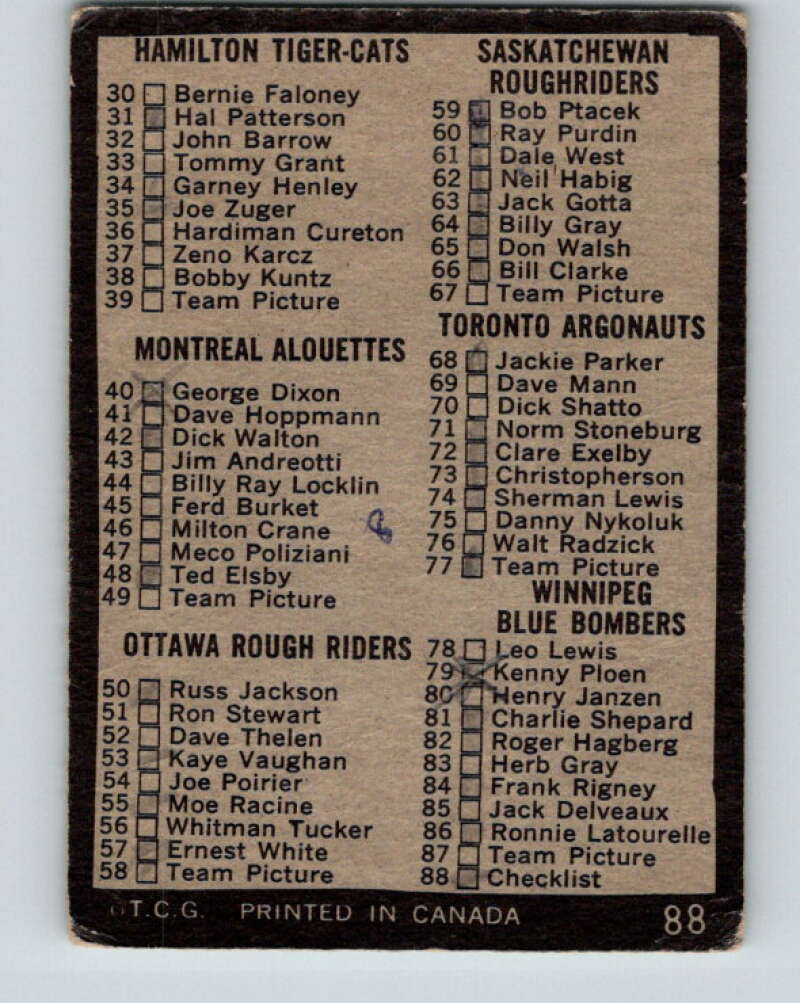 HAMILTON TIGER-CATS
30 Bernie Faloney
31 Hal Patterson
32 John Barrow
33 Tommy Grant
34 Garney Henley
35 Joe Zuger
36 Hardiman Cureton
37 Zeno Karcz
38 Bobby Kuntz
39 Team Picture
MONTREAL ALOUETTES
40 George Dixon
41 Dave Hoppmann
42 Dick Walton
43 Jim Andreotti
44 Billy Ray Locklin
45 Ferd Burket
46 Milton Crane
47 Meco Poliziani
48 Ted Elsby
49 Team Picture
OTTAWA ROUGH RIDERS
50 Russ Jackson
51 Ron Stewart
52 Dave Thelen
53 Kaye Vaughan
54 Joe Poirier
55 Moe Racine
56 Whitman Tucker
57 Ernest White
58 Team Picture
SASKATCHEWAN
ROUGHRIDERS
59 Bob Ptacek
60 Ray Purdin
61 Dale West
62 Neil Habig
63 Jack Gotta
64 Billy Gray
65 Don Walsh
66 Bill Clarke
67 Team Picture
TORONTO ARGONAUTS
68 Jackie Parker
69 Dave Mann
70 Dick Shatto
71 Norm Stoneburg
72 Clare Exelby
73 Christopherson
74 Sherman Lewis
75 Danny Nykoluk
76 Walt Radzick
77 Team Picture
WINNIPEG
BLUE BOMBERS
78 Leo Lewis
79 Kenny Ploen
80 Henry Janzen
81 Charlie Shepard
82 Roger Hagberg
83 Herb Gray
84 Frank Rigney
85 Jack Delveaux
86 Ronnie Latourelle
87 Team Picture
88 Checklist
©T.C.G. PRINTED IN CANADA 88